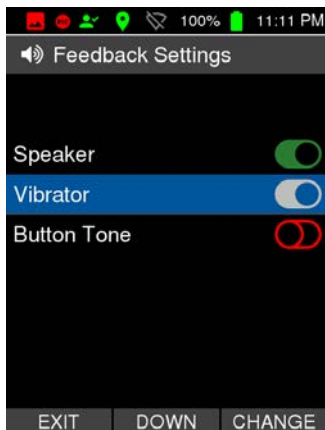 100% 11:11 PM
Feedback Settings
Speaker
Vibrator
Button Tone
EXIT DOWN CHANGE